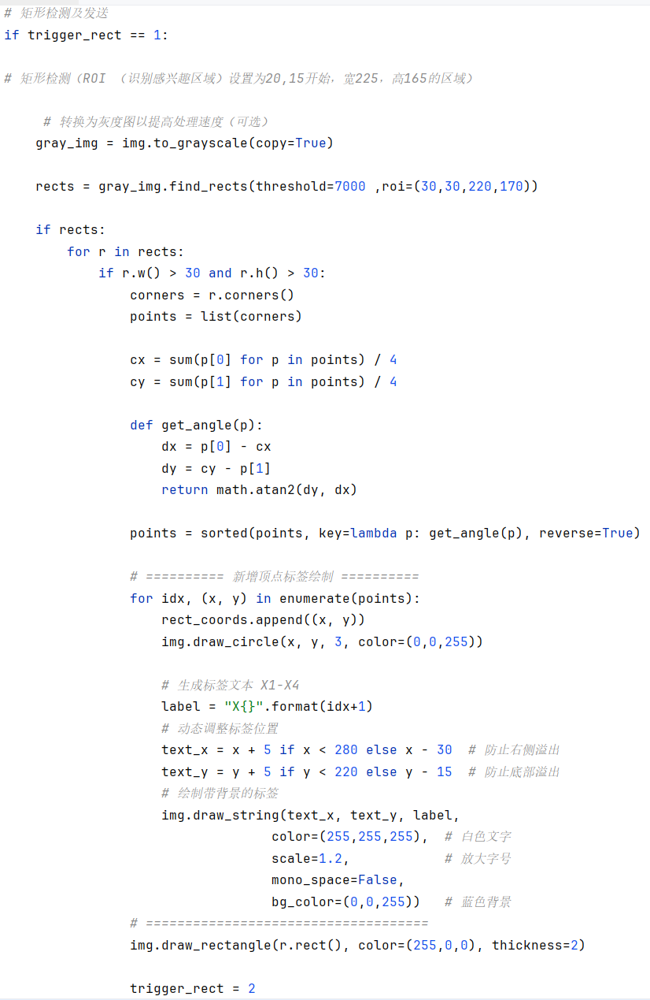 # 矩形检测及发送
if trigger_rect == 1:
# 矩形检测（ROI （识别感兴趣区域）设置为20,15开始，宽225，高165的区域）
# 转换为灰度图以提高处理速度（可选）
gray_img = img.to_grayscale(copy=True)
rects = gray_img.find_rects(threshold=7000 ,roi=(30,30,220,170))
if rects:
for r in rects:
if r.w() > 30 and r.h() > 30:
corners = r.corners()
points = list(corners)
cx = sum(p[0] for p in points) / 4
cy = sum(p[1] for p in points) / 4
def get_angle(p):
dx = p[0] - cx
dy = cy - p[1]
return math.atan2(dy, dx)
points = sorted(points, key=lambda p: get_angle(p), reverse=True)
# ========== 新增顶点标签绘制 ==========
for idx, (x, y) in enumerate(points):
rect_coords.append((x, y))
img.draw_circle(x, y, 3, color=(0,0,255))
# 生成标签文本 X1-X4
label = "X{}".format(idx+1)
# 动态调整标签位置
text_x = x + 5 if x < 280 else x - 30  # 防止右侧溢出
text_y = y + 5 if y < 220 else y - 15  # 防止底部溢出
# 绘制带背景的标签
img.draw_string(text_x, text_y, label,
color=(255,255,255),  # 白色文字
scale=1.2,            # 放大字号
mono_space=False,
bg_color=(0,0,255))   # 蓝色背景
# ====================================
img.draw_rectangle(r.rect(), color=(255,0,0), thickness=2)
trigger_rect = 2